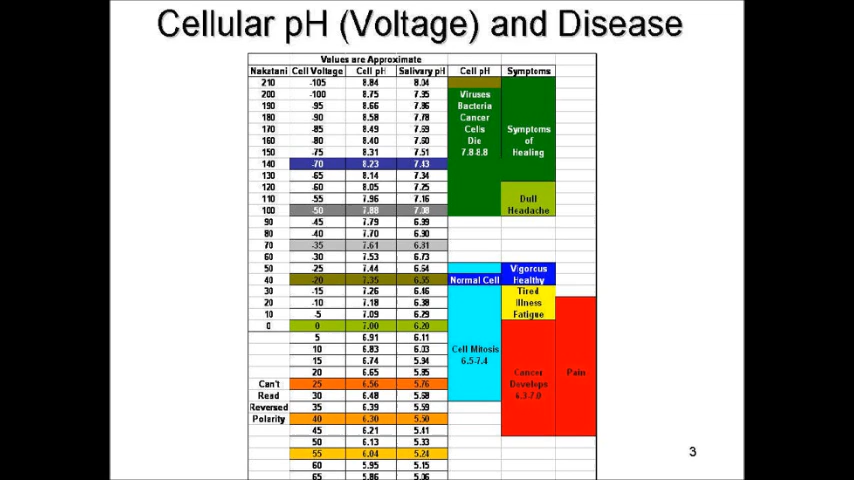 Cellular pH (Voltage) and Disease
Values are Approximate
Nakatani Cell Voltage Cell pH Salivary pH Cell pH Symptoms
210 -105 8.84 8.04
200 -100 8.75 7.95 Viruses
190 -95 8.66 7.86 Bacteria
180 -90 8.58 7.78 Cancer
170 -85 8.49 7.69 Cells Symptoms
160 -80 8.40 7.60 Die of
150 -75 8.31 7.51 7.8-8.8 Healing
140 -70 8.23 7.43
130 -65 8.14 7.34
120 -60 8.05 7.25
110 -55 7.96 7.16 Dull
100 -50 7.88 7.08 Headache
90 -45 7.79 6.99
80 -40 7.70 6.90
70 -35 7.61 6.81
60 -30 7.53 6.73
50 -25 7.44 6.64 Vigorous
40 -20 7.35 6.55 Normal Cell Healthy
30 -15 7.26 6.46 Tired
20 -10 7.18 6.38 Illness
10 -5 7.09 6.29 Fatigue
0 0 7.00 6.20
5 6.91 6.11
10 6.83 6.03 Cell Mitosis
15 6.74 5.94 6.5-7.4
20 6.65 5.85 Cancer Pain
Can't 25 6.56 5.76 Develops
Read 30 6.48 5.68 6.3-7.0
Reversed 35 6.39 5.59
Polarity 40 6.30 5.50
45 6.21 5.41
50 6.13 5.33
55 6.04 5.24
60 5.95 5.15
65 5.86 5.06
3